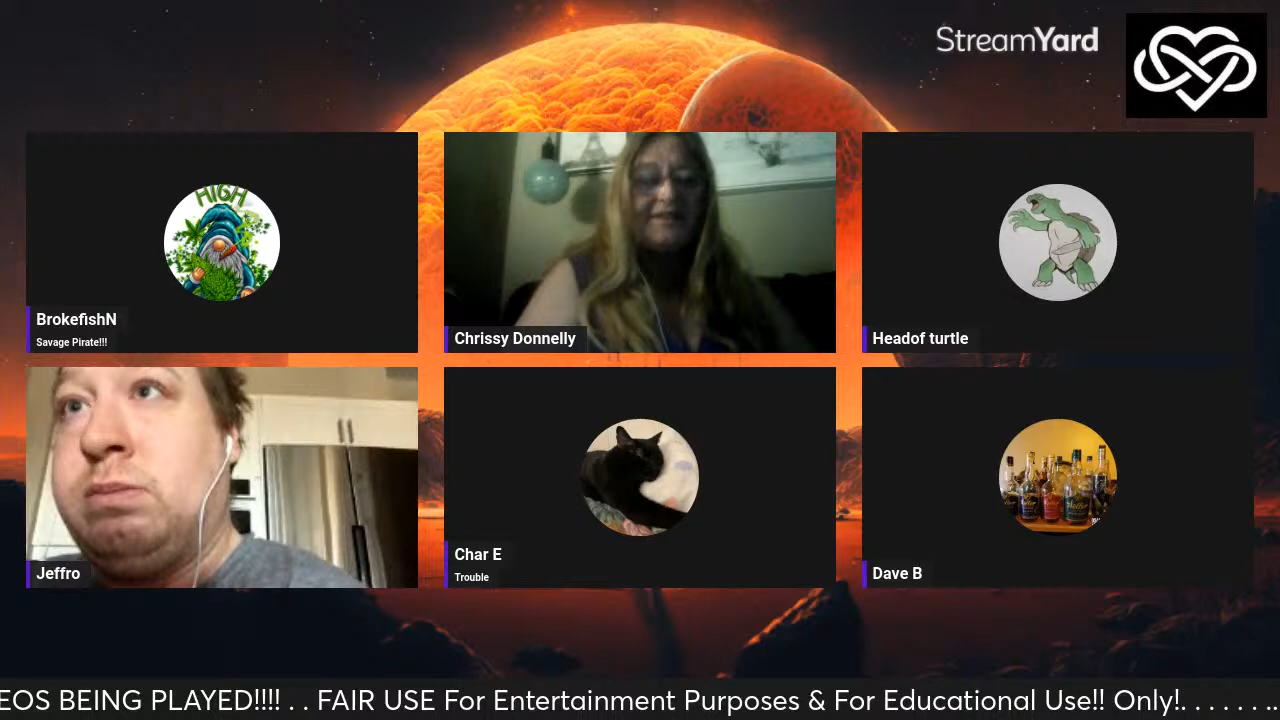 StreamYard
HIGH
BrokefishN
Savage Pirate!!!
Chrissy Donnelly
Headof turtle
Jeffro
Char E
Trouble
Dave B
EOS BEING PLAYED!!!! . . FAIR USE For Entertainment Purposes & For Educational Use!! Only!. . . . . . ..